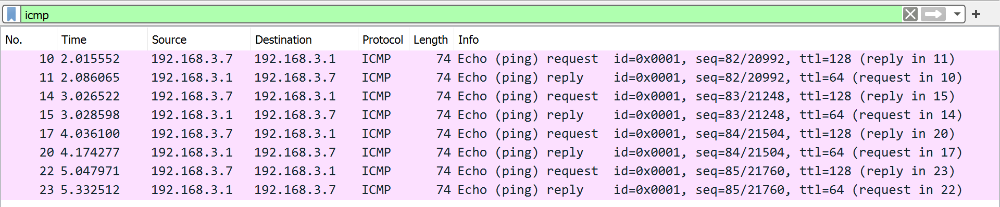 icmp
No. Time Source Destination Protocol Length Info
10 2.015552 192.168.3.7 192.168.3.1 ICMP 74 Echo (ping) request id=0x0001, seq=82/20992, ttl=128 (reply in 11)
11 2.086065 192.168.3.1 192.168.3.7 ICMP 74 Echo (ping) reply id=0x0001, seq=82/20992, ttl=64 (request in 10)
14 3.026522 192.168.3.7 192.168.3.1 ICMP 74 Echo (ping) request id=0x0001, seq=83/21248, ttl=128 (reply in 15)
15 3.028598 192.168.3.1 192.168.3.7 ICMP 74 Echo (ping) reply id=0x0001, seq=83/21248, ttl=64 (request in 14)
17 4.036100 192.168.3.7 192.168.3.1 ICMP 74 Echo (ping) request id=0x0001, seq=84/21504, ttl=128 (reply in 20)
20 4.174277 192.168.3.1 192.168.3.7 ICMP 74 Echo (ping) reply id=0x0001, seq=84/21504, ttl=64 (request in 17)
22 5.047971 192.168.3.7 192.168.3.1 ICMP 74 Echo (ping) request id=0x0001, seq=85/21760, ttl=128 (reply in 23)
23 5.332512 192.168.3.1 192.168.3.7 ICMP 74 Echo (ping) reply id=0x0001, seq=85/21760, ttl=64 (request in 22)